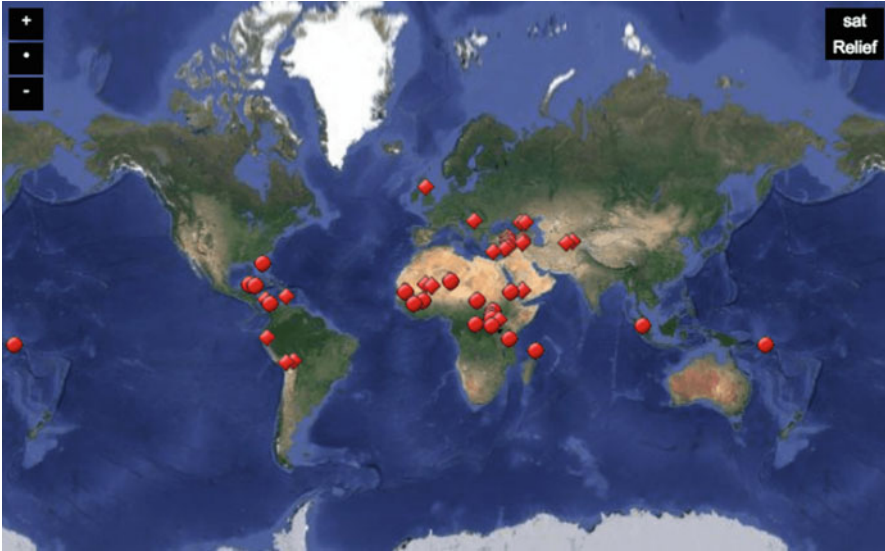 +
•
-
sat
Relief